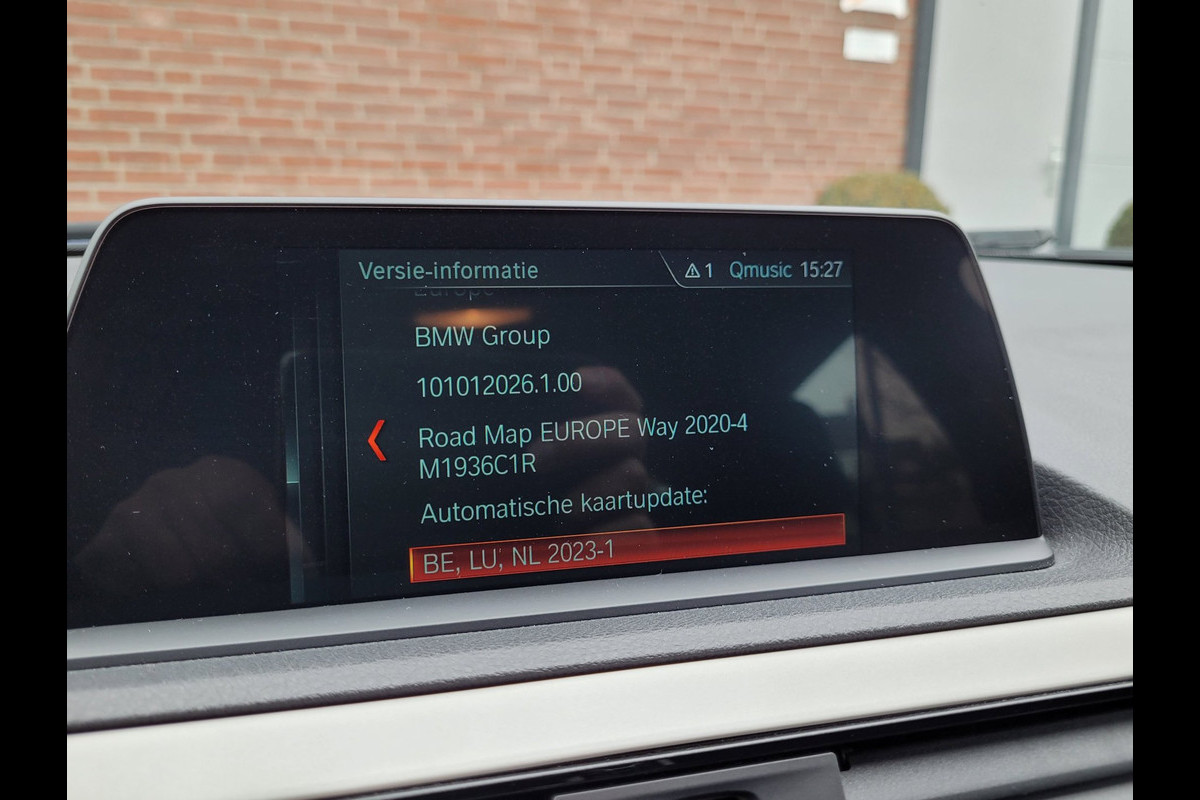 Versie-informatie
1 Qmusic 15:27
Europe
BMW Group
101012026.1.00
Road Map EUROPE Way 2020-4
M1936C1R
Automatische kaartupdate:
BE, LU, NL 2023-1